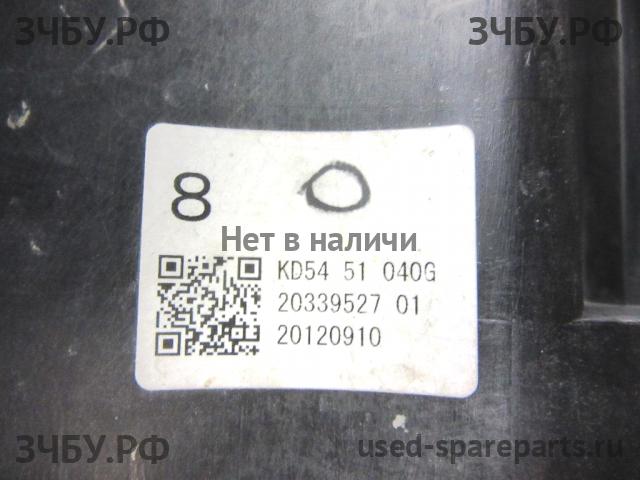 ЗЧБУ.РФ ЗЧБУ.РФ
8 O
Нет в наличи
KD54 51 040G
20339527 01
20120910
ЗЧБУ.РФ used-spareparts.ru